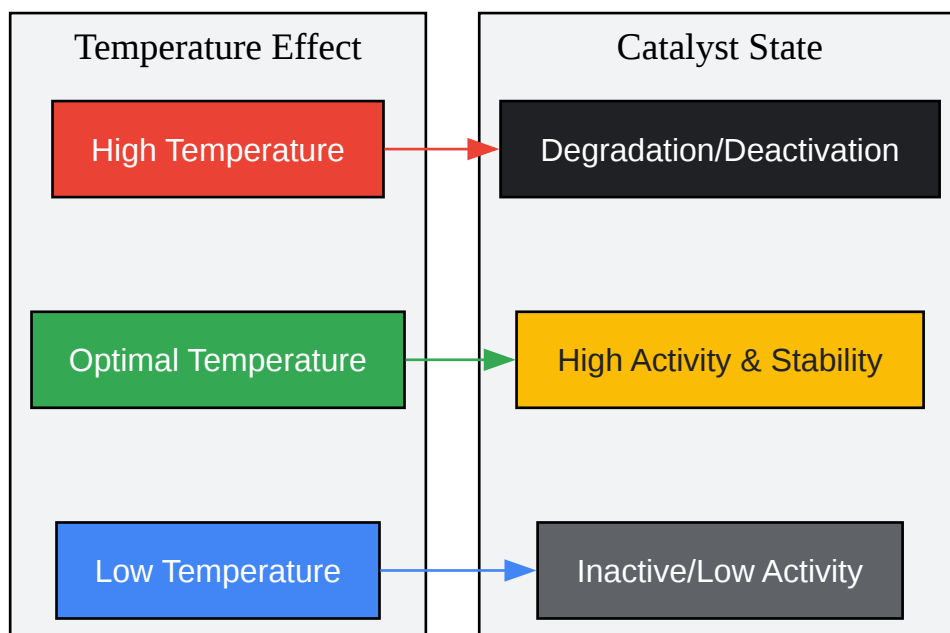 Temperature Effect
Catalyst State
High Temperature
Degradation/Deactivation
Optimal Temperature
High Activity & Stability
Low Temperature
Inactive/Low Activity